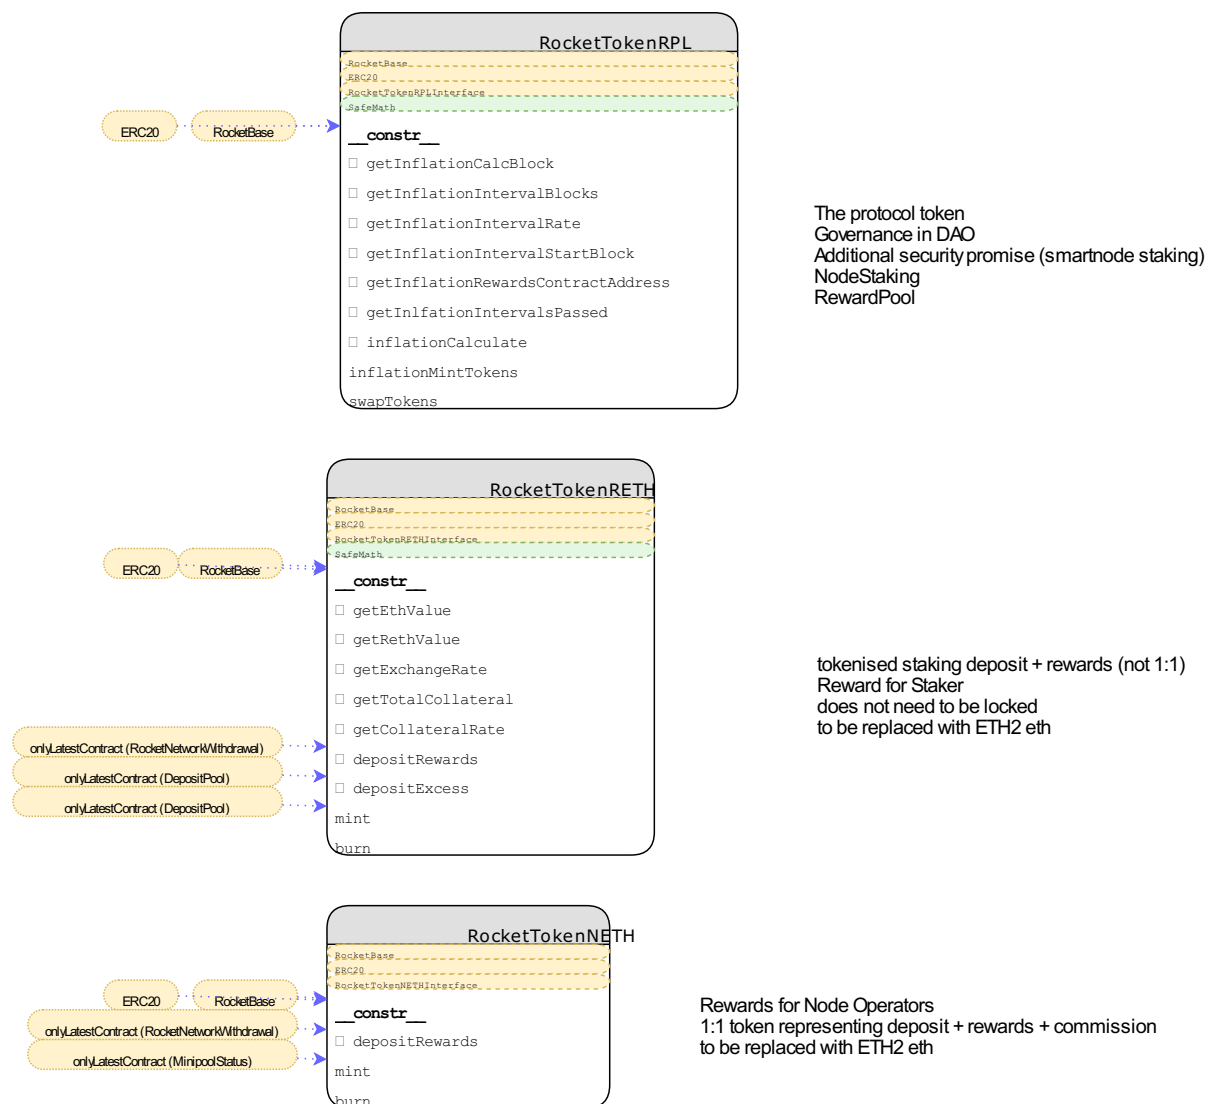 RocketTokenRPL
RocketBase
ERC20
RocketTokenRPLInterface
SafeMath
ERC20
RocketBase
__constr__
getInflationCalcBlock
getInflationIntervalBlocks
getInflationIntervalRate
getInflationIntervalStartBlock
getInflationRewardsContractAddress
getInlfationIntervalsPassed
inflationCalculate
inflationMintTokens
swapTokens
The protocol token
Governance in DAO
Additional security promise (smartnode staking)
NodeStaking
RewardPool
RocketTokenRETH
RocketBase
ERC20
RocketTokenRETHInterface
SafeMath
ERC20
RocketBase
__constr__
getEthValue
getRethValue
getExchangeRate
getTotalCollateral
getCollateralRate
depositRewards
depositExcess
mint
burn
onlyLatestContract (RocketNetworkWithdrawal)
onlyLatestContract (DepositPool)
onlyLatestContract (DepositPool)
tokenised staking deposit + rewards (not 1:1)
Reward for Staker
does not need to be locked
to be replaced with ETH2 eth
RocketTokenNETH
RocketBase
ERC20
RocketTokenNETHInterface
ERC20
RocketBase
onlyLatestContract (RocketNetworkWithdrawal)
onlyLatestContract (MinipoolStatus)
__constr__
depositRewards
mint
burn
Rewards for Node Operators
1:1 token representing deposit + rewards + commission
to be replaced with ETH2 eth